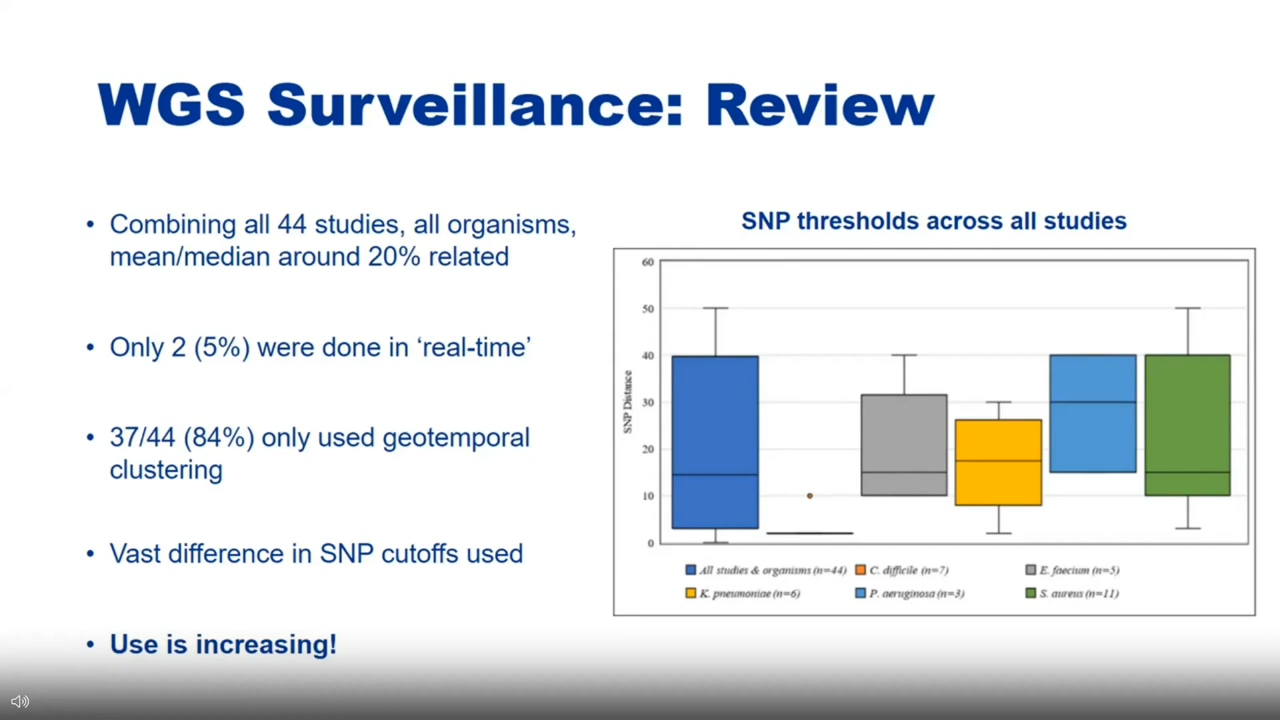 WGS Surveillance: Review
• Combining all 44 studies, all organisms,
mean/median around 20% related
• Only 2 (5%) were done in ‘real-time’
• 37/44 (84%) only used geotemporal
clustering
• Vast difference in SNP cutoffs used
• Use is increasing!
SNP thresholds across all studies
60
50
40
30
20
10
0
SNP Distance
All studies & organisms (n=44) C. difficile (n=7) E. faecium (n=5)
K. pneumoniae (n=6) P. aeruginosa (n=3) S. aureus (n=11)